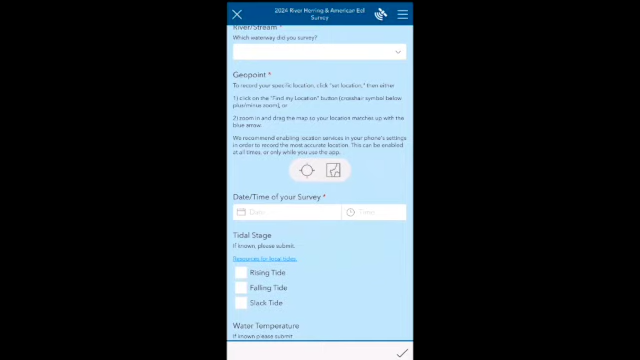 2024 River Herring & American Eel
Survey
River/Stream *
Which waterway did you survey?
Geopoint *
To record your specific location, click "set location," then either
1) click on the "Find my Location" button (crosshair symbol below
plus/minus zoom), or
2) zoom in and drag the map so your location matches up with the
blue arrow.
We recommend enabling location services in your phone's settings
in order to record the most accurate location. This can be enabled
at all times, or only while you use the app.
Date/Time of your Survey *
Date
Time
Tidal Stage
If known, please submit.
Resources for local tides.
Rising Tide
Falling Tide
Slack Tide
Water Temperature
If known please submit